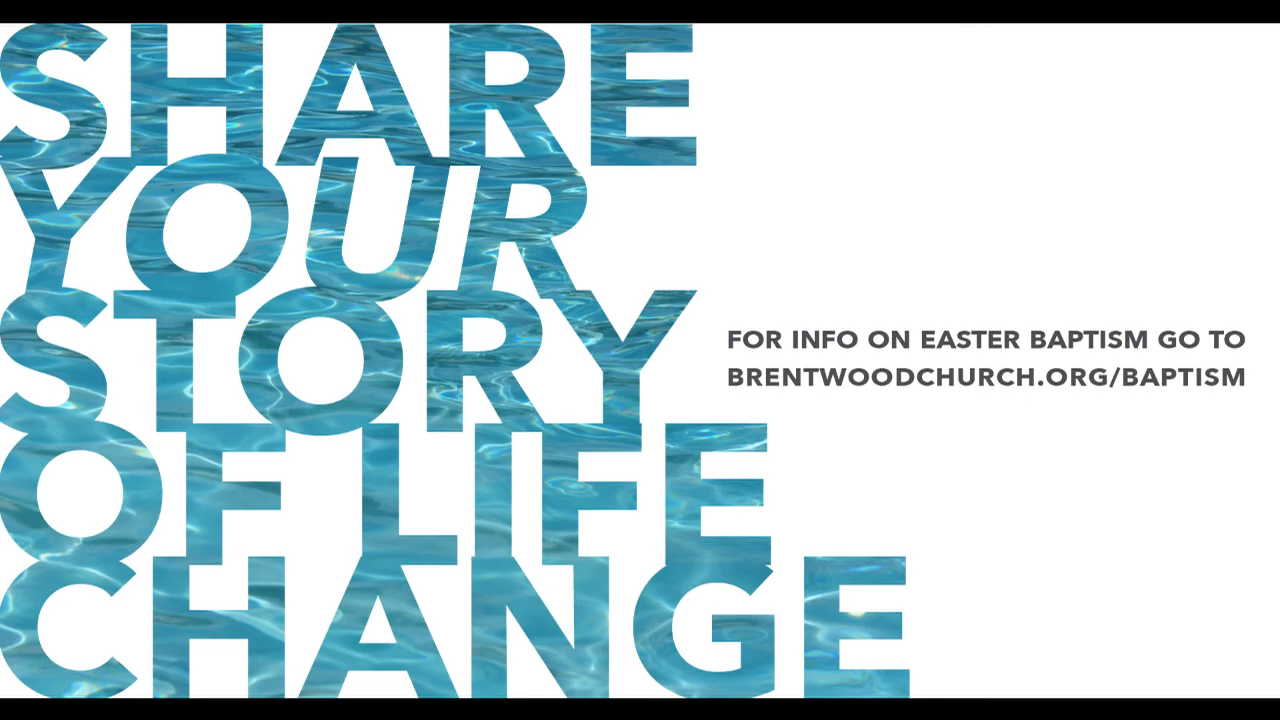 SHARE
YOUR
STORY
OF LIFE
CHANGE
FOR INFO ON EASTER BAPTISM GO TO
BRENTWOODCHURCH.ORG/BAPTISM